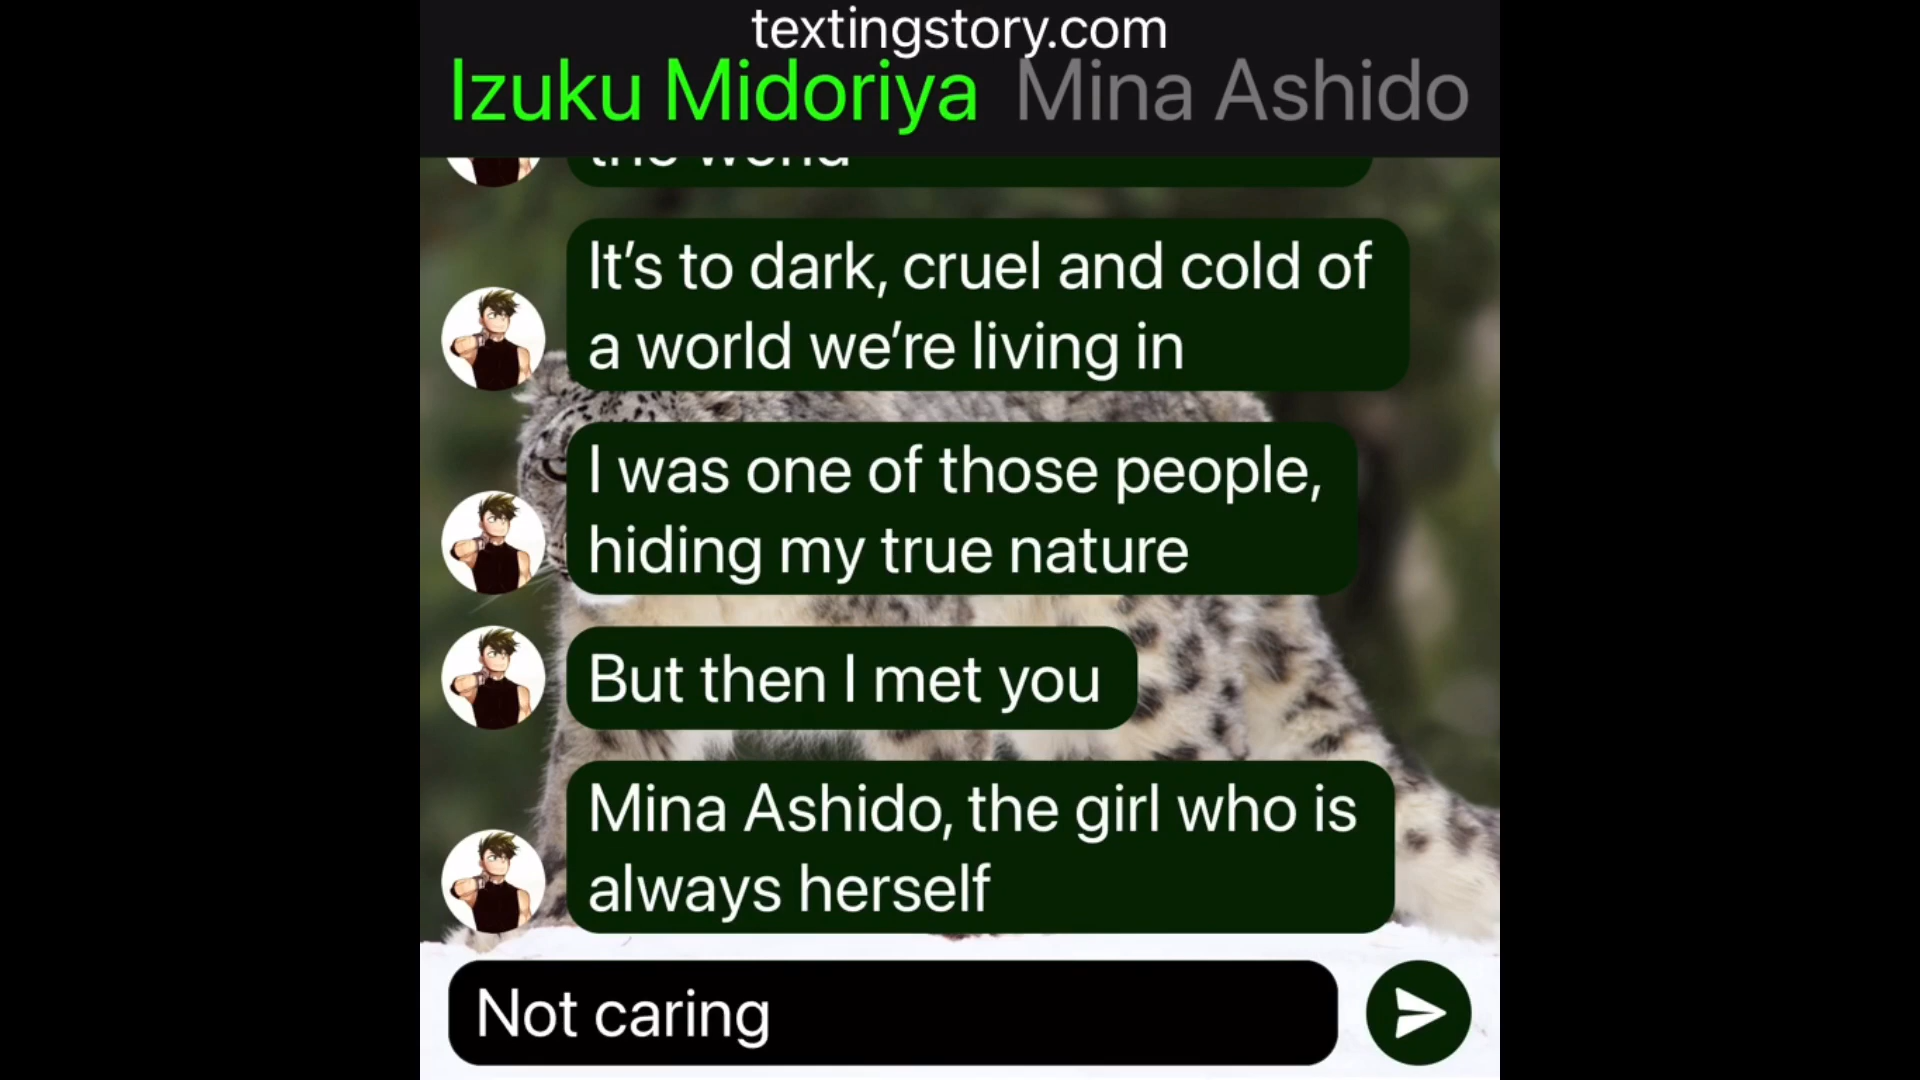 textingstory.com
Izuku Midoriya Mina Ashido
the world
It’s to dark, cruel and cold of
a world we’re living in
I was one of those people,
hiding my true nature
But then I met you
Mina Ashido, the girl who is
always herself
Not caring